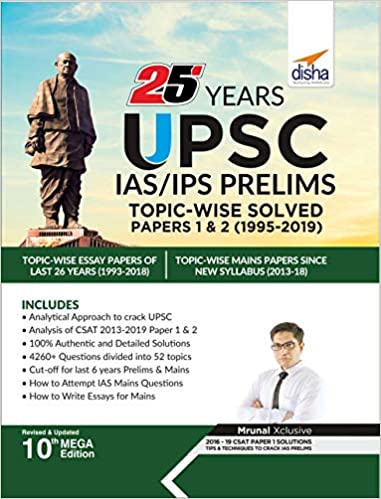 disha
25 YEARS
UPSC
IAS/IPS PRELIMS
TOPIC-WISE SOLVED
PAPERS 1 & 2 (1995-2019)
TOPIC-WISE ESSAY PAPERS OF
LAST 26 YEARS (1993-2018)
TOPIC-WISE MAINS PAPERS SINCE
NEW SYLLABUS (2013-18)
INCLUDES
• Analytical Approach to crack UPSC
• Analysis of CSAT 2013-2019 Paper 1 & 2
• 100% Authentic and Detailed Solutions
• 4260+ Questions divided into 52 topics
• Cut-off for last 6 years Prelims & Mains
• How to Attempt IAS Mains Questions
• How to Write Essays for Mains
Revised & Updated
10th MEGA
Edition
Mrunal Xclusive
2016 - 19 CSAT PAPER 1 SOLUTIONS
TIPS & TECHNIQUES TO CRACK IAS PRELIMS